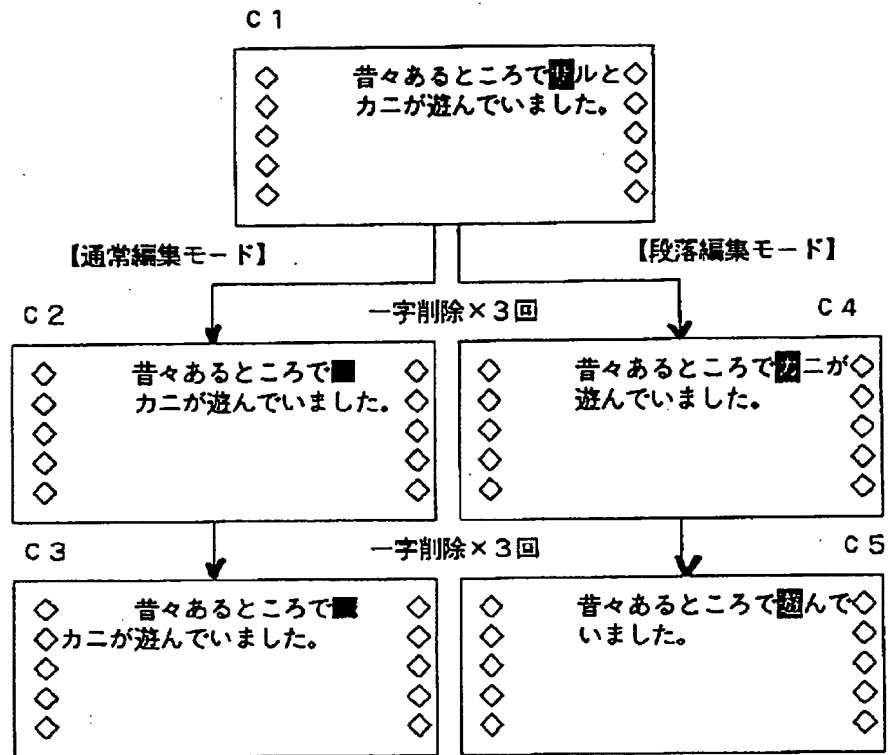 C 1
昔々あるところでサルと
カニが遊んでいました。
【通常編集モード】
【段落編集モード】
C 2
一字削除×3回
C 4
昔々あるところで
カニが遊んでいました。
昔々あるところでカニが
遊んでいました。
C 3
一字削除×3回
C 5
昔々あるところで
カニが遊んでいました。
昔々あるところで遊んで
いました。